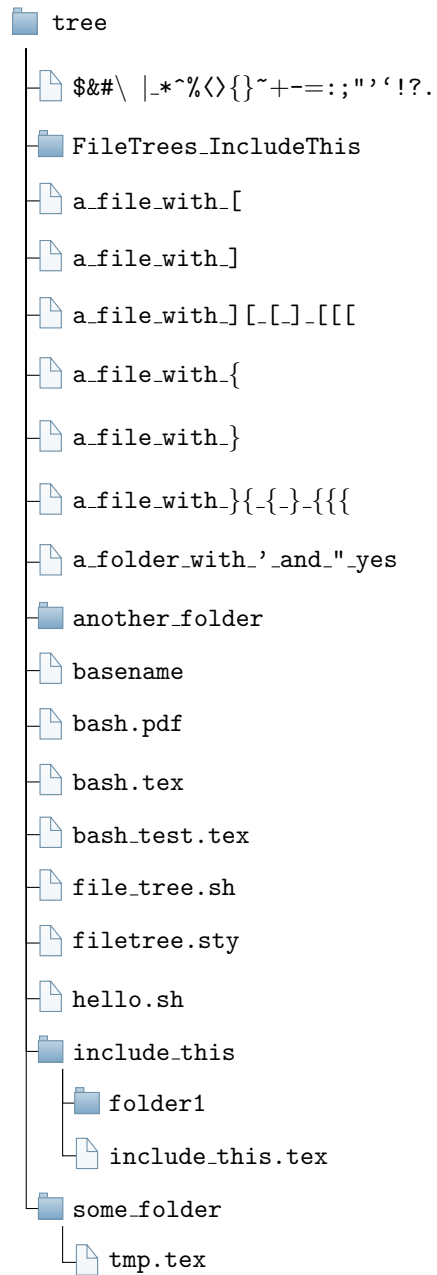 tree
$&#\ |_*^%<>{}~+-=:;"'‘!?.
FileTrees_IncludeThis
a_file_with_[
a_file_with_]
a_file_with_][_[_]_[[[
a_file_with_{
a_file_with_}
a_file_with_}{_{_}_{{{
a_folder_with_'_and_"_yes
another_folder
basename
bash.pdf
bash.tex
bash_test.tex
file_tree.sh
filetree.sty
hello.sh
include_this
folder1
include_this.tex
some_folder
tmp.tex